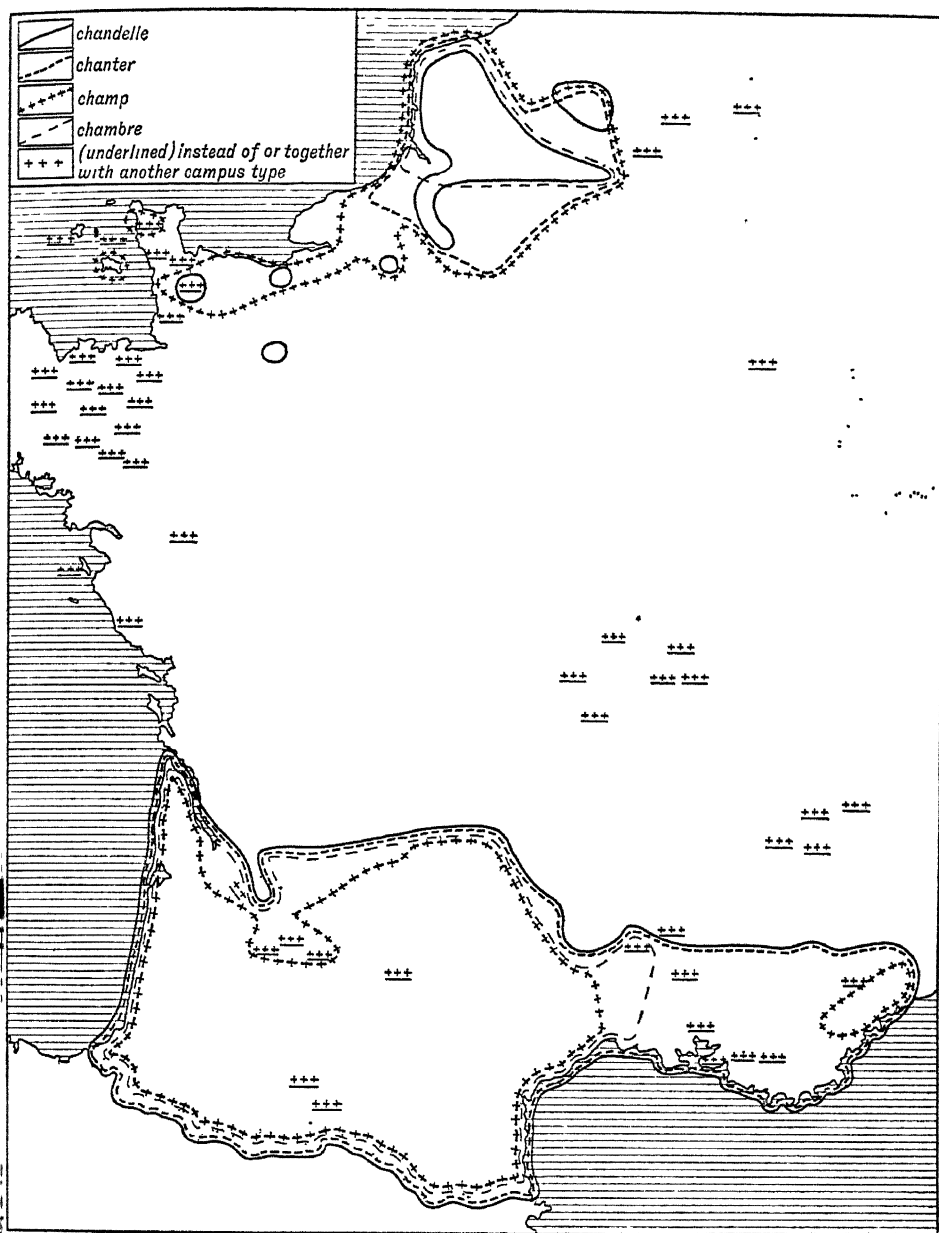 chandelle
chanter
champ
chambre
+++ (underlined) instead of or together
with another campus type